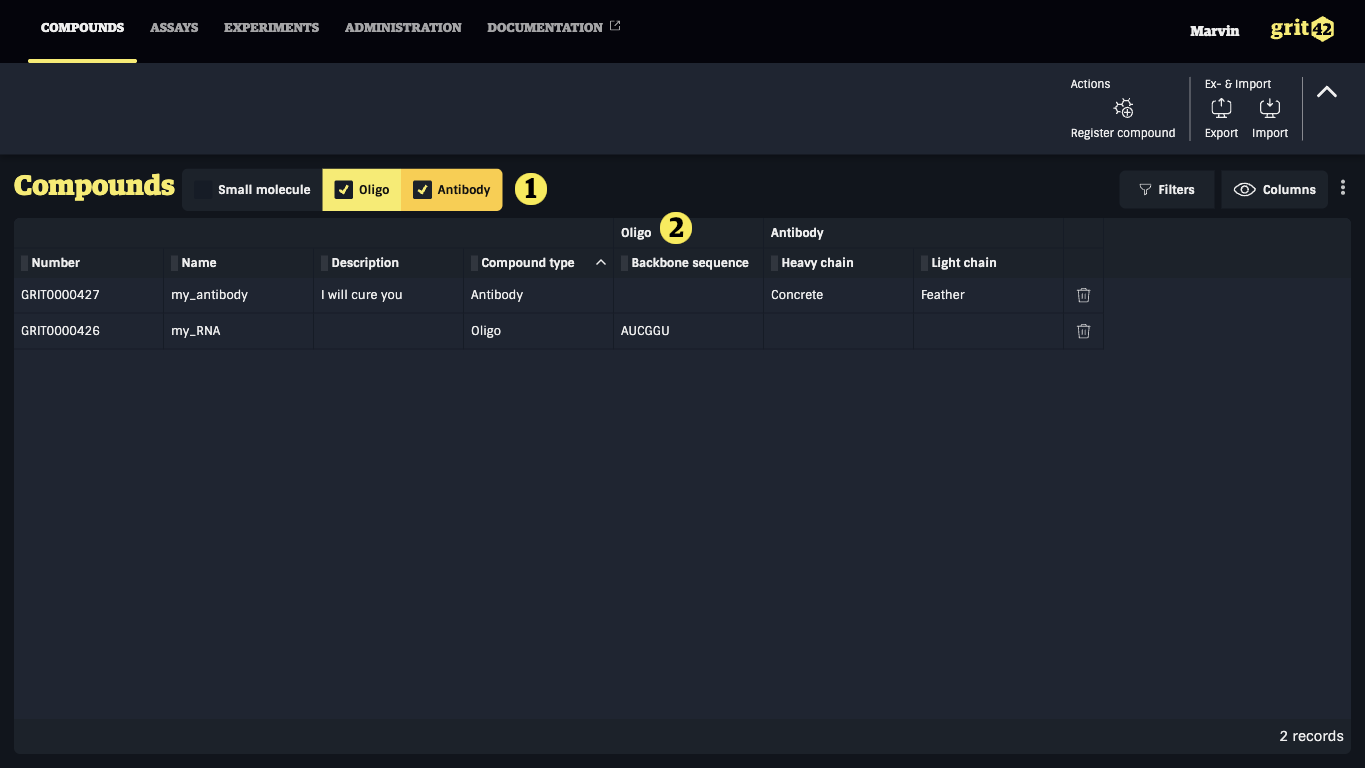 COMPOUNDS ASSAYS EXPERIMENTS ADMINISTRATION DOCUMENTATION Marvin grit42
Actions Ex- & Import
Register compound Export Import
Compounds Small molecule Oligo Antibody 1 Filters Columns
Oligo 2 Antibody
Number Name Description Compound type Backbone sequence Heavy chain Light chain
GRIT0000427 my_antibody I will cure you Antibody Concrete Feather
GRIT0000426 my_RNA Oligo AUCGGU
2 records